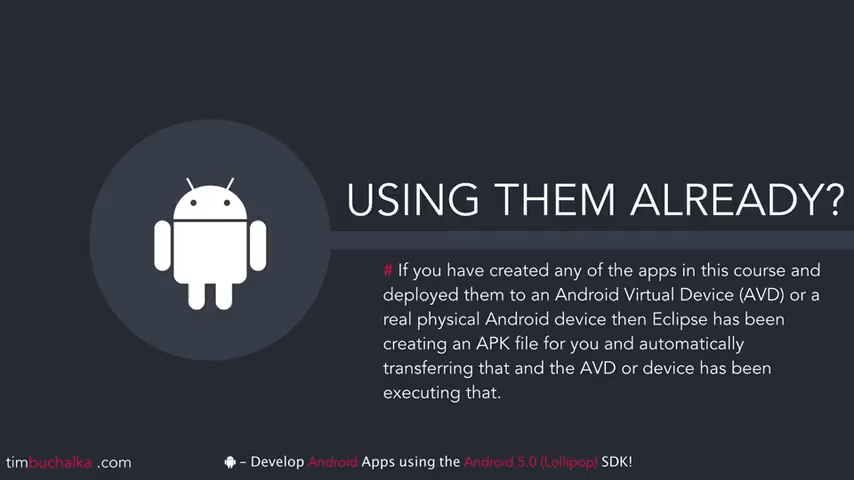 USING THEM ALREADY?
# If you have created any of the apps in this course and
deployed them to an Android Virtual Device (AVD) or a
real physical Android device then Eclipse has been
creating an APK file for you and automatically
transferring that and the AVD or device has been
executing that.
timbuchalka .com
– Develop Android Apps using the Android 5.0 (Lollipop) SDK!